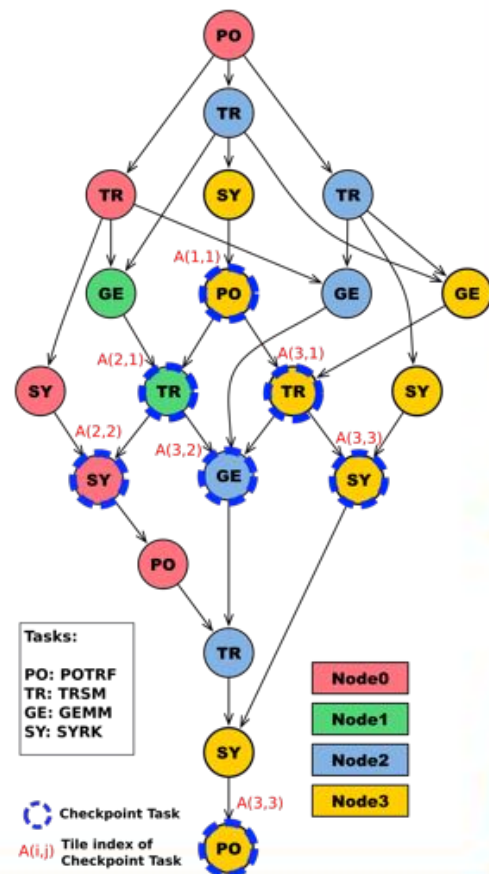 PO
TR
TR
SY
TR
A(1,1)
GE
PO
GE
GE
A(2,1)
A(3,1)
SY
TR
TR
SY
A(2,2)
A(3,2)
A(3,3)
SY
GE
SY
PO
Tasks:
PO: POTRF
TR: TRSM
GE: GEMM
SY: SYRK
TR
Node0
Node1
Node2
Node3
SY
A(3,3)
PO
Checkpoint Task
A(i,j) Tile index of
Checkpoint Task